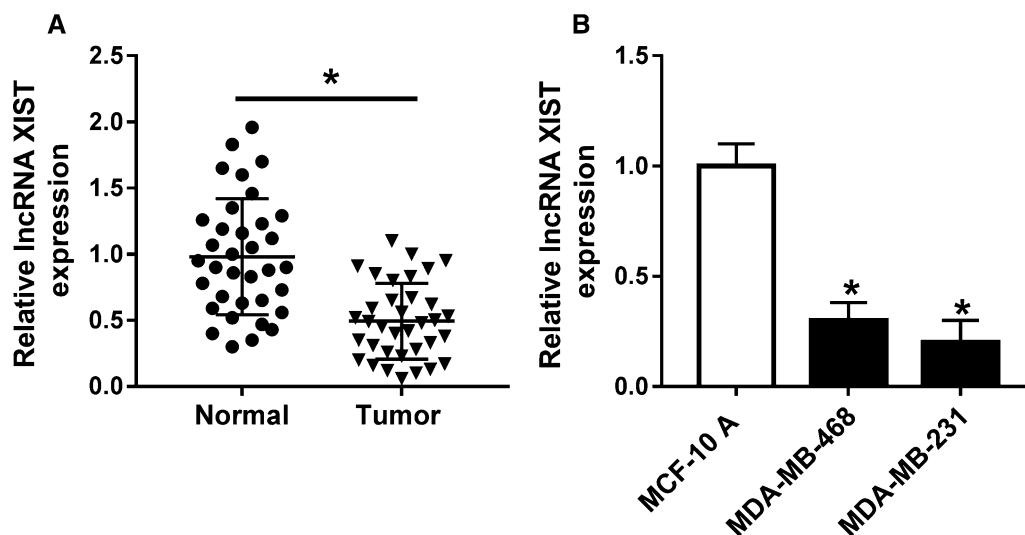 A
Relative lncRNA XIST
expression
2.5
2.0
1.5
1.0
0.5
0.0
*
Normal
Tumor
B
Relative lncRNA XIST
expression
1.5
1.0
0.5
0.0
*
*
MCF-10 A
MDA-MB-468
MDA-MB-231